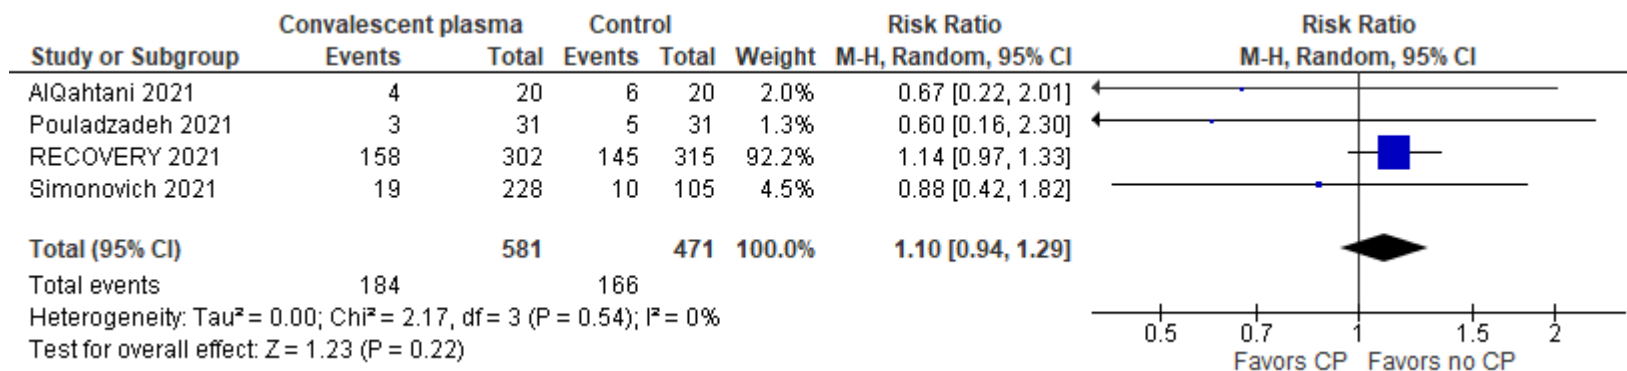 Convalescent plasma Control Risk Ratio Risk Ratio
Study or Subgroup Events Total Events Total Weight M-H, Random, 95% CI M-H, Random, 95% CI
AlQahtani 2021 4 20 6 20 2.0% 0.67 [0.22, 2.01]
Pouladzadeh 2021 3 31 5 31 1.3% 0.60 [0.16, 2.30]
RECOVERY 2021 158 302 145 315 92.2% 1.14 [0.97, 1.33]
Simonovich 2021 19 228 10 105 4.5% 0.88 [0.42, 1.82]
Total (95% CI) 581 471 100.0% 1.10 [0.94, 1.29]
Total events 184 166
Heterogeneity: Tau² = 0.00; Chi² = 2.17, df = 3 (P = 0.54); I² = 0%
Test for overall effect: Z = 1.23 (P = 0.22)
0.5 0.7 1 1.5 2
Favors CP Favors no CP